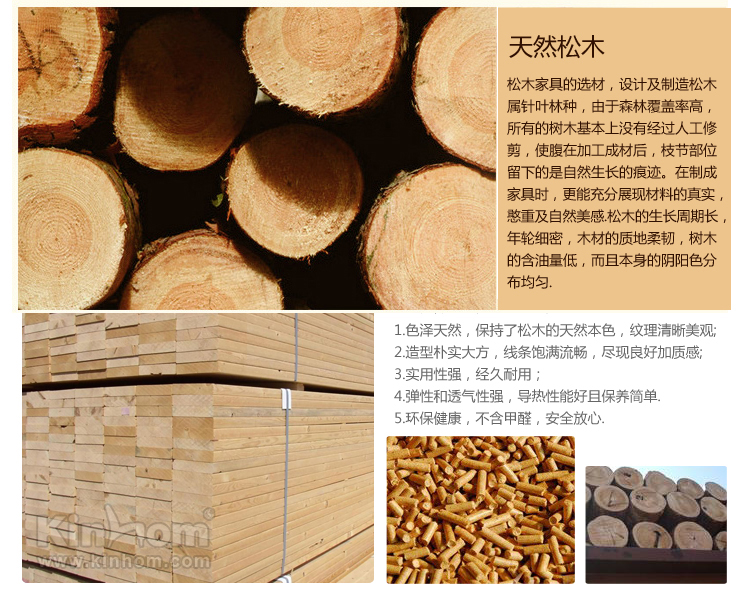 天然松木
松木家具的选材，设计及制造松木
属针叶林种，由于森林覆盖率高，
所有的树木基本上没有经过人工修
剪，使腹在加工成材后，枝节部位
留下的是自然生长的痕迹。在制成
家具时，更能充分展现材料的真实，
憨重及自然美感.松木的生长周期长，
年轮细密，木材的质地柔韧，树木
的含油量低，而且本身的阴阳色分
布均匀.
1.色泽天然，保持了松木的天然本色，纹理清晰美观;
2.造型朴实大方，线条饱满流畅，尽现良好加质感;
3.实用性强，经久耐用；
4.弹性和透气性强，导热性能好且保养简单.
5.环保健康，不含甲醛，安全放心.
Kinhom®
www.kinhom.com